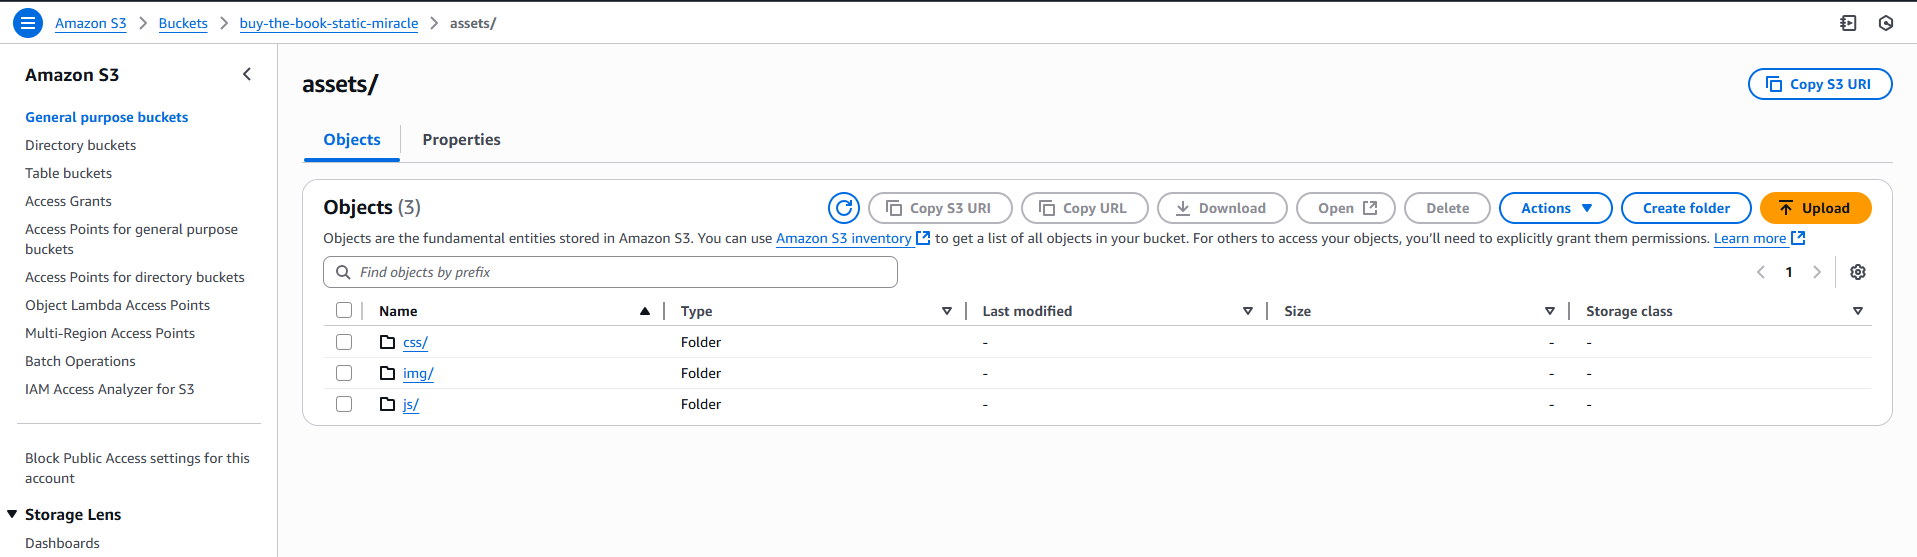 Amazon S3 > Buckets > buy-the-book-static-miracle > assets/
Amazon S3
General purpose buckets
Directory buckets
Table buckets
Access Grants
Access Points for general purpose
buckets
Access Points for directory buckets
Object Lambda Access Points
Multi-Region Access Points
Batch Operations
IAM Access Analyzer for S3
Block Public Access settings for this
account
Storage Lens
Dashboards
assets/
Copy S3 URI
Objects Properties
Objects (3)
Copy S3 URI Copy URL Download Open Delete Actions Create folder Upload
Objects are the fundamental entities stored in Amazon S3. You can use Amazon S3 inventory to get a list of all objects in your bucket. For others to access your objects, you'll need to explicitly grant them permissions. Learn more
Find objects by prefix
1
Name Type Last modified Size Storage class
css/ Folder - - -
img/ Folder - - -
js/ Folder - - -